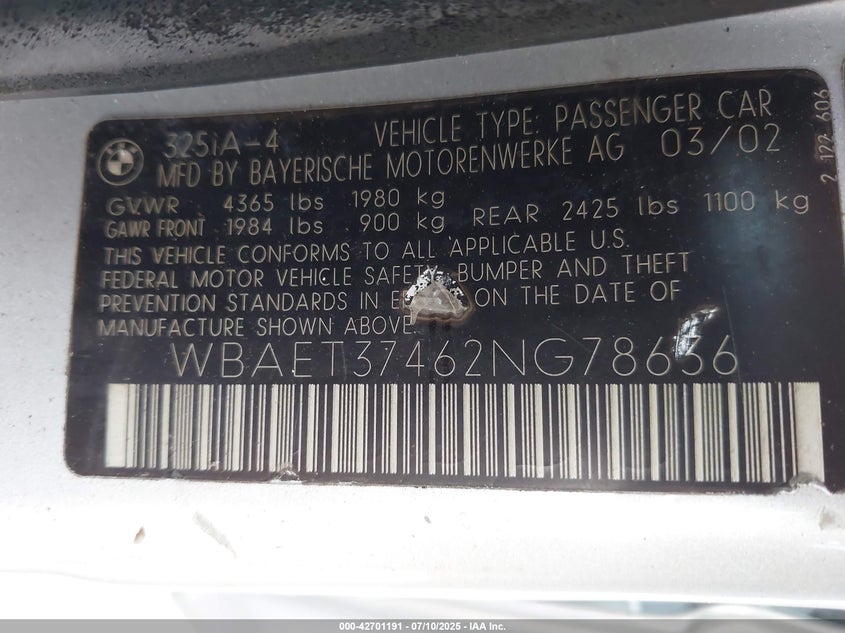 325iA-4 VEHICLE TYPE: PASSENGER CAR
MFD BY BAYERISCHE MOTORENWERKE AG 03/02
GVWR 4365 lbs 1980 kg
GAWR FRONT 1984 lbs 900 kg REAR 2425 lbs 1100 kg
THIS VEHICLE CONFORMS TO ALL APPLICABLE U.S.
FEDERAL MOTOR VEHICLE SAFETY, BUMPER AND THEFT
PREVENTION STANDARDS IN ON THE DATE OF
MANUFACTURE SHOWN ABOVE.
WBAET37462NG78636
2 122 606
000-42701191 - 07/10/2025 - IAA Inc.